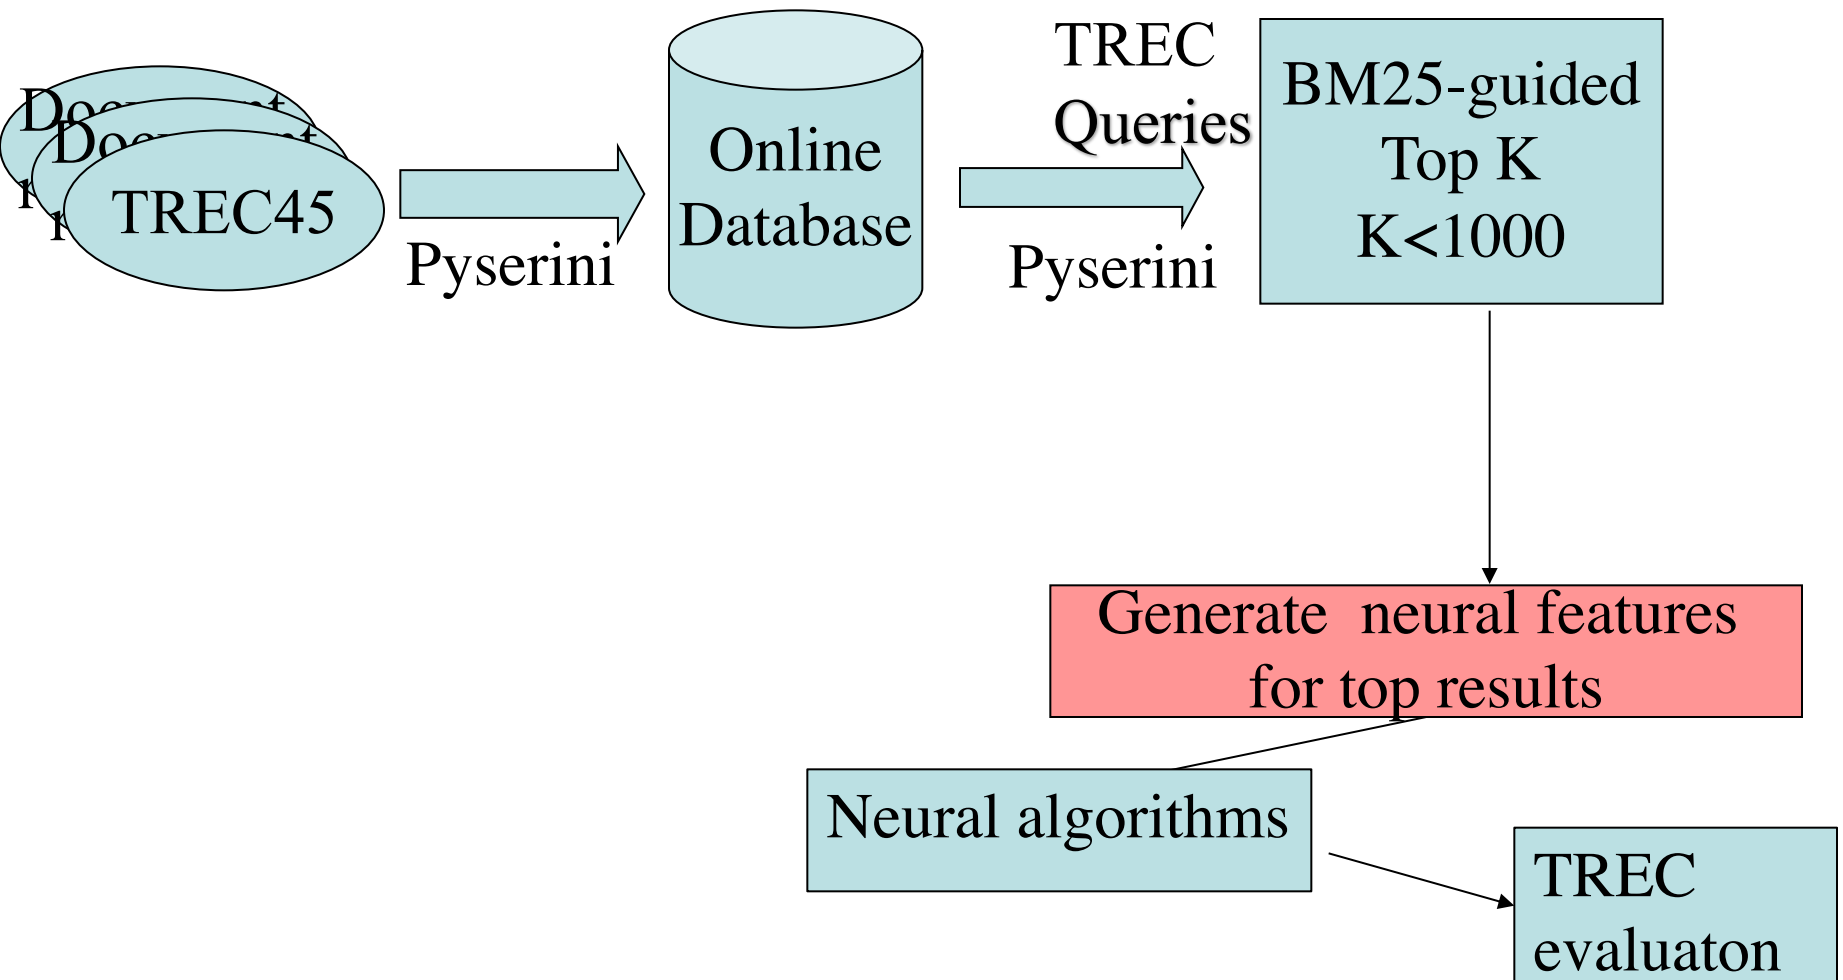 TREC45
Pyserini
Online
Database
TREC
Queries
Pyserini
BM25-guided
Top K
K<1000
Generate  neural features
for top results
Neural algorithms
TREC
evaluaton